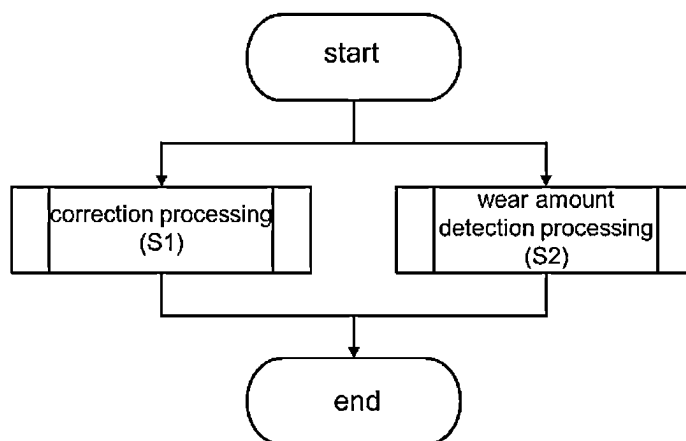 start
correction processing
(S1)
wear amount
detection processing
(S2)
end